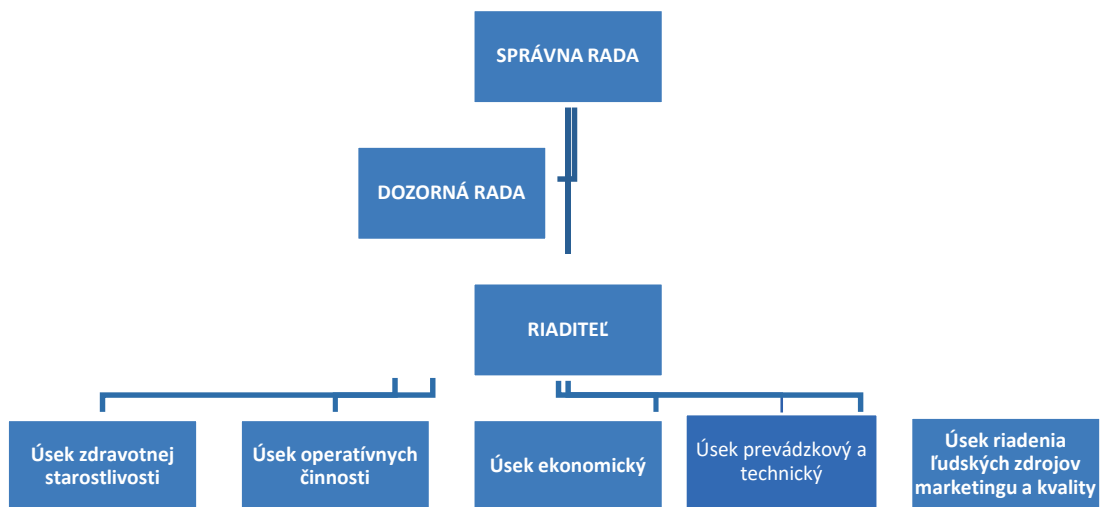 SPRÁVNA RADA
DOZORNÁ RADA
RIADITEĽ
Úsek zdravotnej
starostlivosti
Úsek operatívnych
činnosti
Úsek ekonomický
Úsek prevádzkový a
technický
Úsek riadenia
ľudských zdrojov
marketingu a kvality